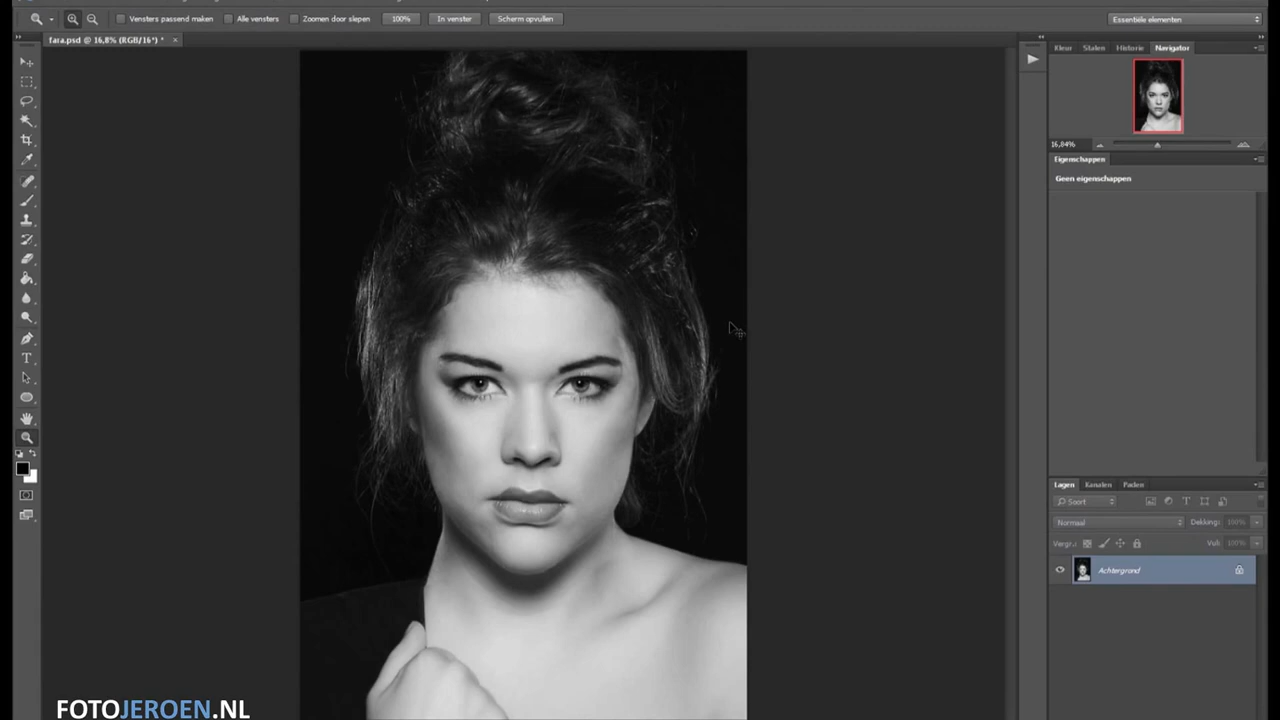 Vensters passend maken
Alle vensters
Zoomen door slepen
100%
In venster
Scherm opvullen
Essentiële elementen
fara.psd @ 16,8% (RGB/16*) * ×
Kleur
Stalen
Historie
Navigator
16,84%
Eigenschappen
Geen eigenschappen
Lagen
Kanalen
Paden
Soort
Normaal
Dekking: 100%
Vergr.:
Vul: 100%
Achtergrond
FOTOJEROEN.NL